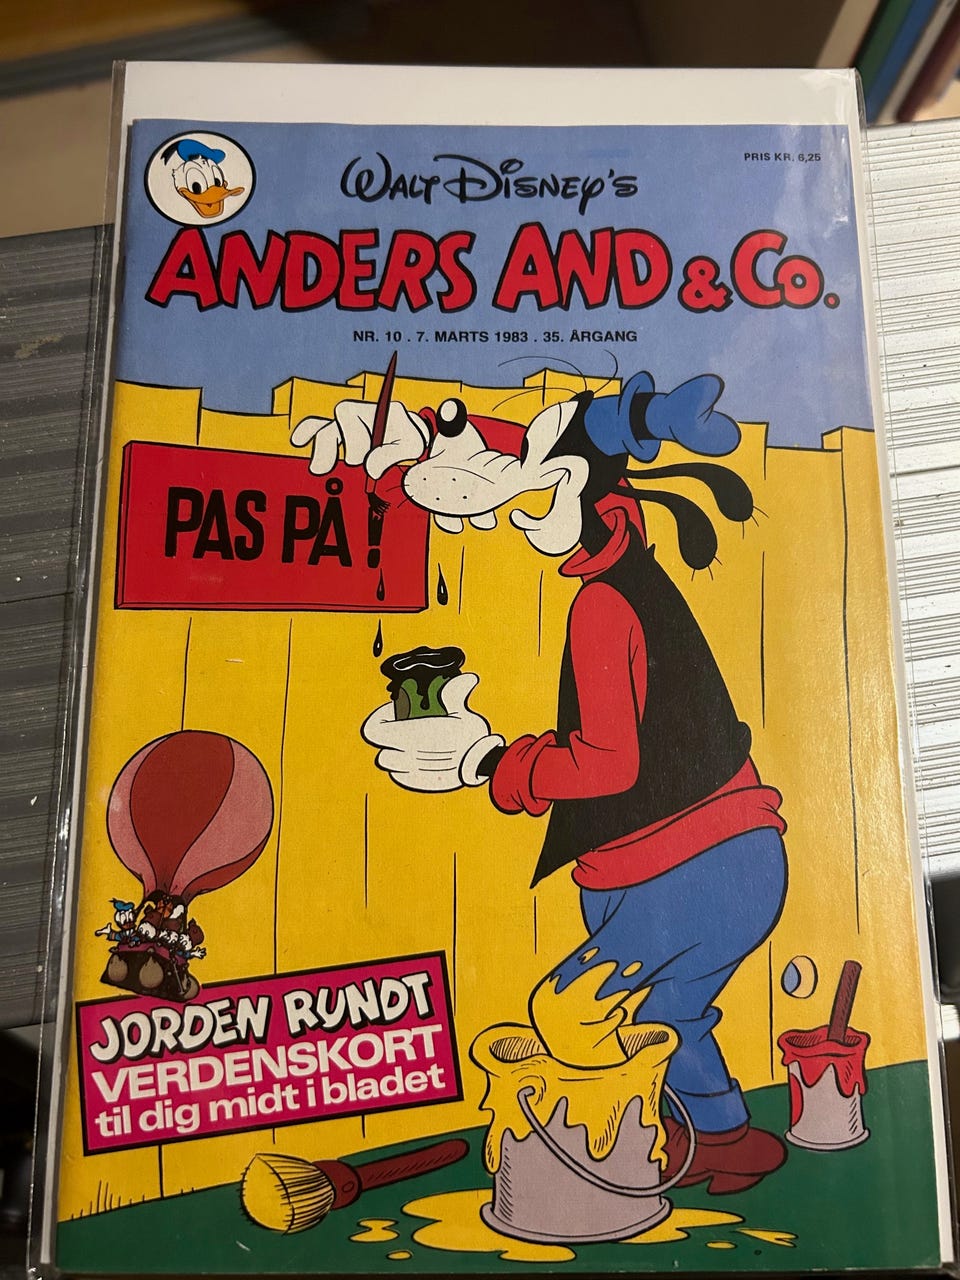 PRIS KR. 6,25
WALT DISNEY'S
ANDERS AND & CO.
NR. 10 . 7. MARTS 1983 . 35. ÅRGANG
PAS PÅ!
JORDEN RUNDT
VERDENSKORT
til dig midt i bladet